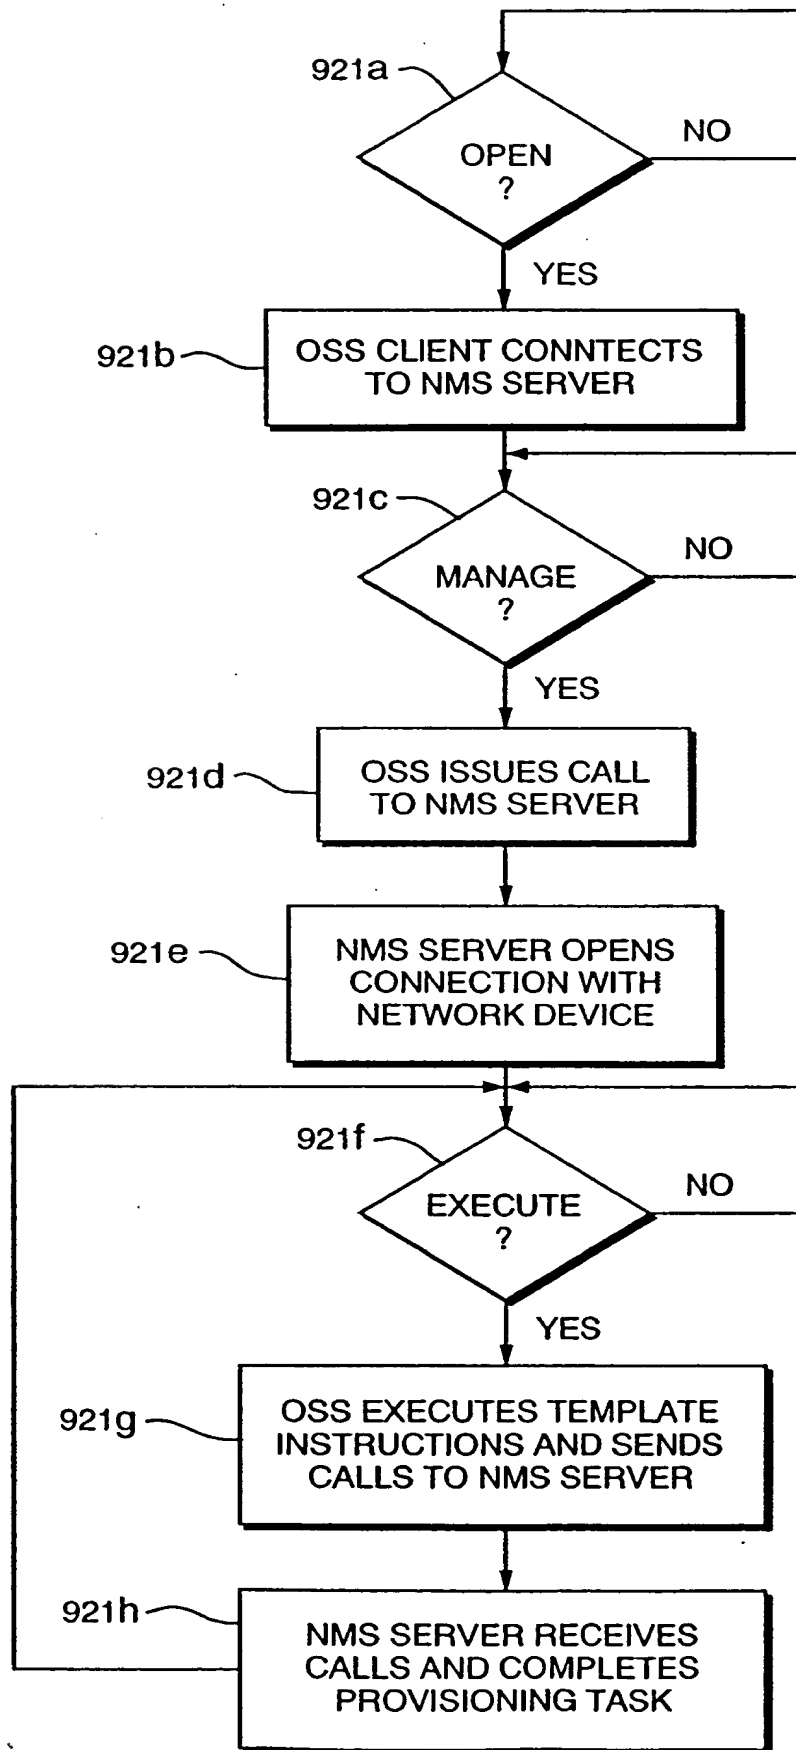 921a
OPEN
?
NO
YES
921b
OSS CLIENT CONNTECTS
TO NMS SERVER
921c
MANAGE
?
NO
YES
921d
OSS ISSUES CALL
TO NMS SERVER
921e
NMS SERVER OPENS
CONNECTION WITH
NETWORK DEVICE
921f
EXECUTE
?
NO
YES
921g
OSS EXECUTES TEMPLATE
INSTRUCTIONS AND SENDS
CALLS TO NMS SERVER
921h
NMS SERVER RECEIVES
CALLS AND COMPLETES
PROVISIONING TASK